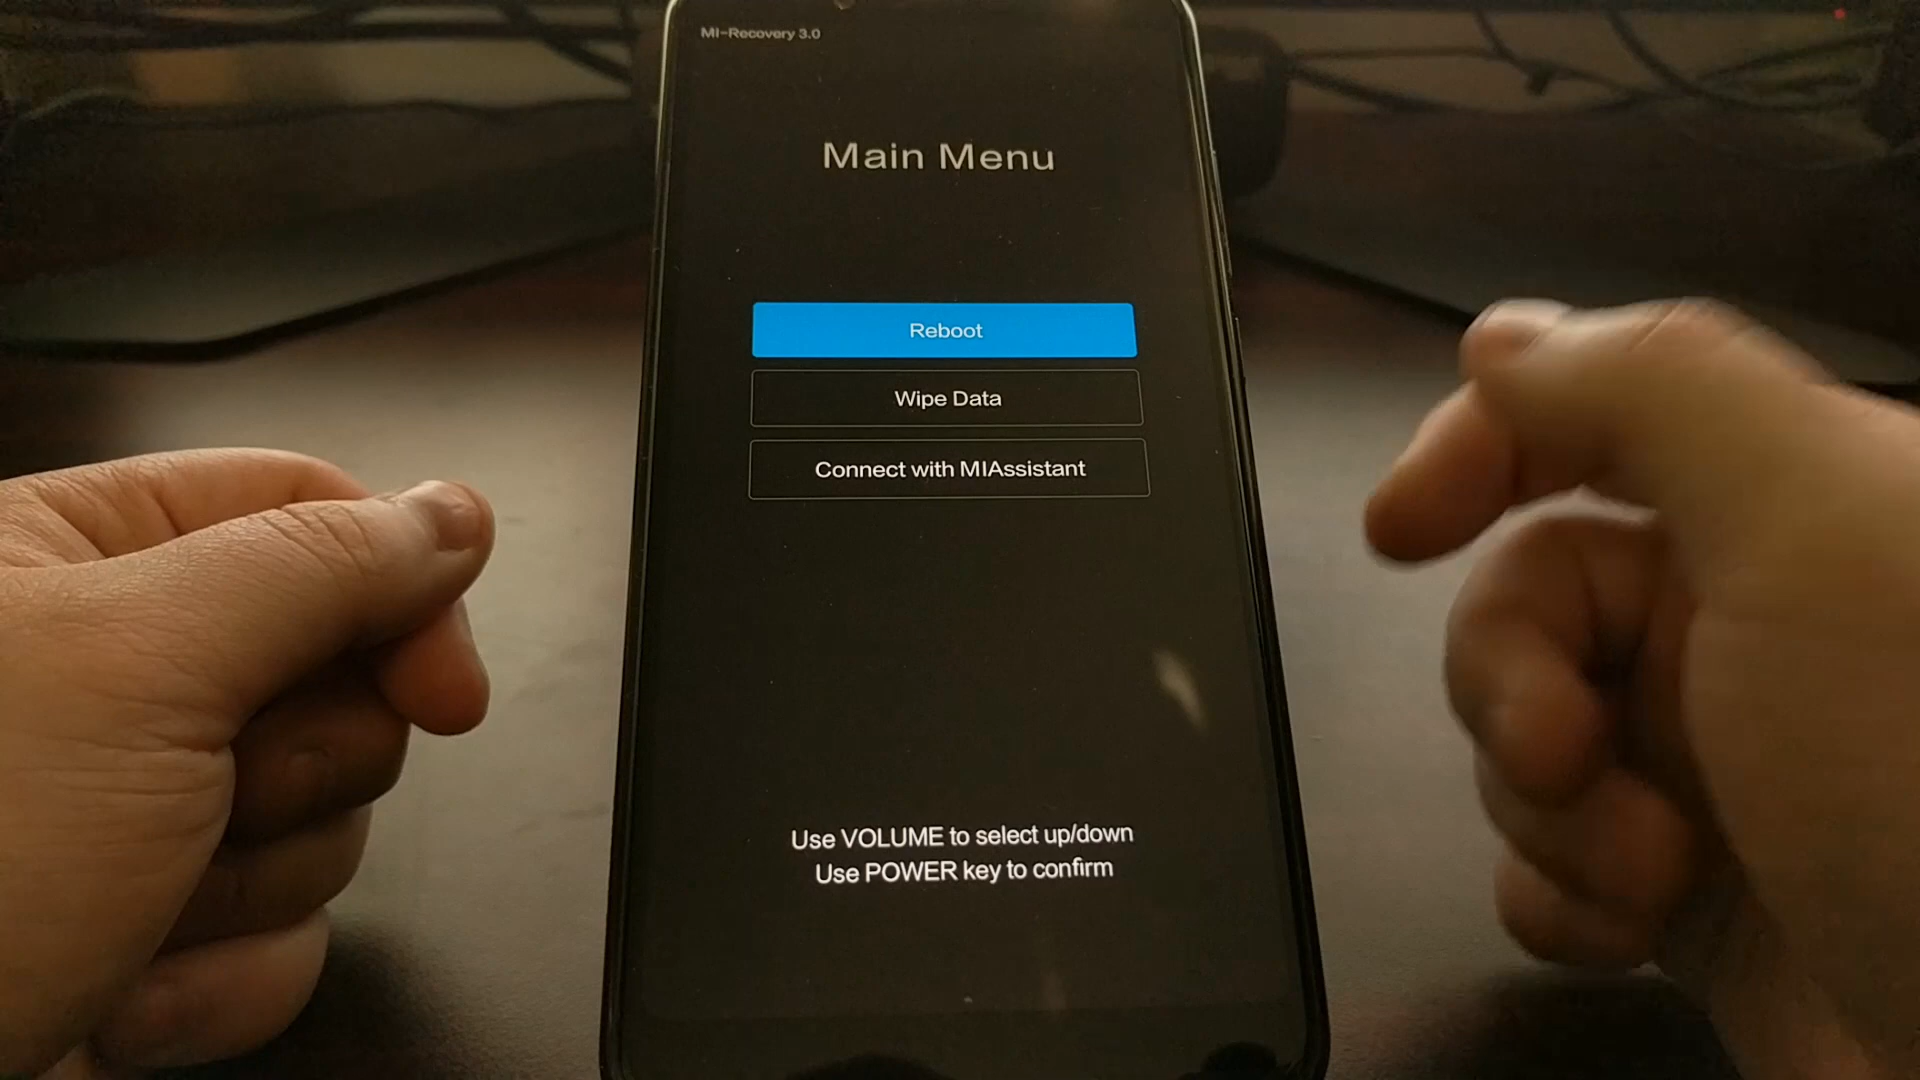 MI-Recovery 3.0
Main Menu
Reboot
Wipe Data
Connect with MIAssistant
Use VOLUME to select up/down
Use POWER key to confirm